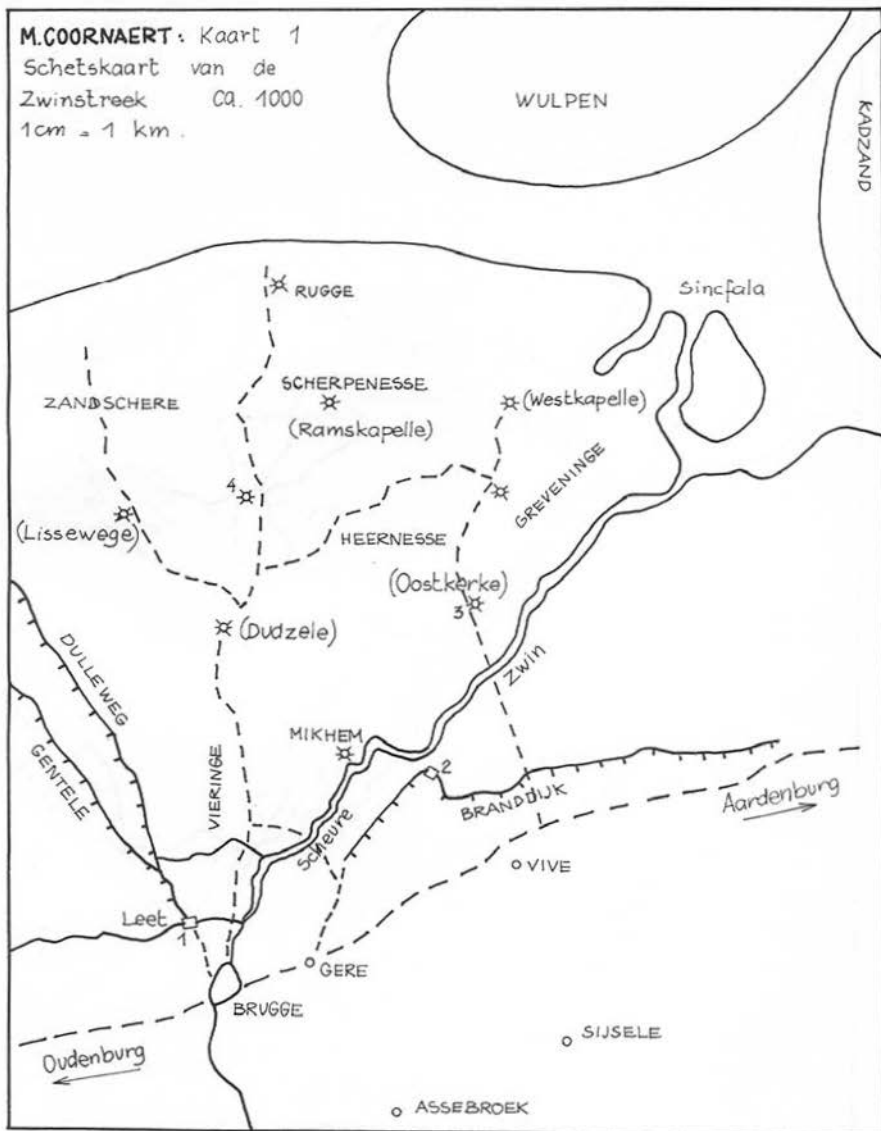 M.COORNAERT: Kaart 1
Schetskaart van de
Zwinstreek Ca. 1000
1cm = 1 km.
WULPEN
KADZAND
Sincfala
RUGGE
ZANDSCHERE
SCHERPENESSE
(Ramskapelle)
(Westkapelle)
4
GREVENINGE
(Lissewege)
HEERNESSE
(Oostkerke)
3
(Dudzele)
DULLEWEG
Zwin
GENTELE
VIERINGE
MIKHEM
2
BRANDDIJK
Aardenburg
Scheure
VIVE
Leet
1
GERE
BRUGGE
SIJSELE
Oudenburg
ASSEBROEK